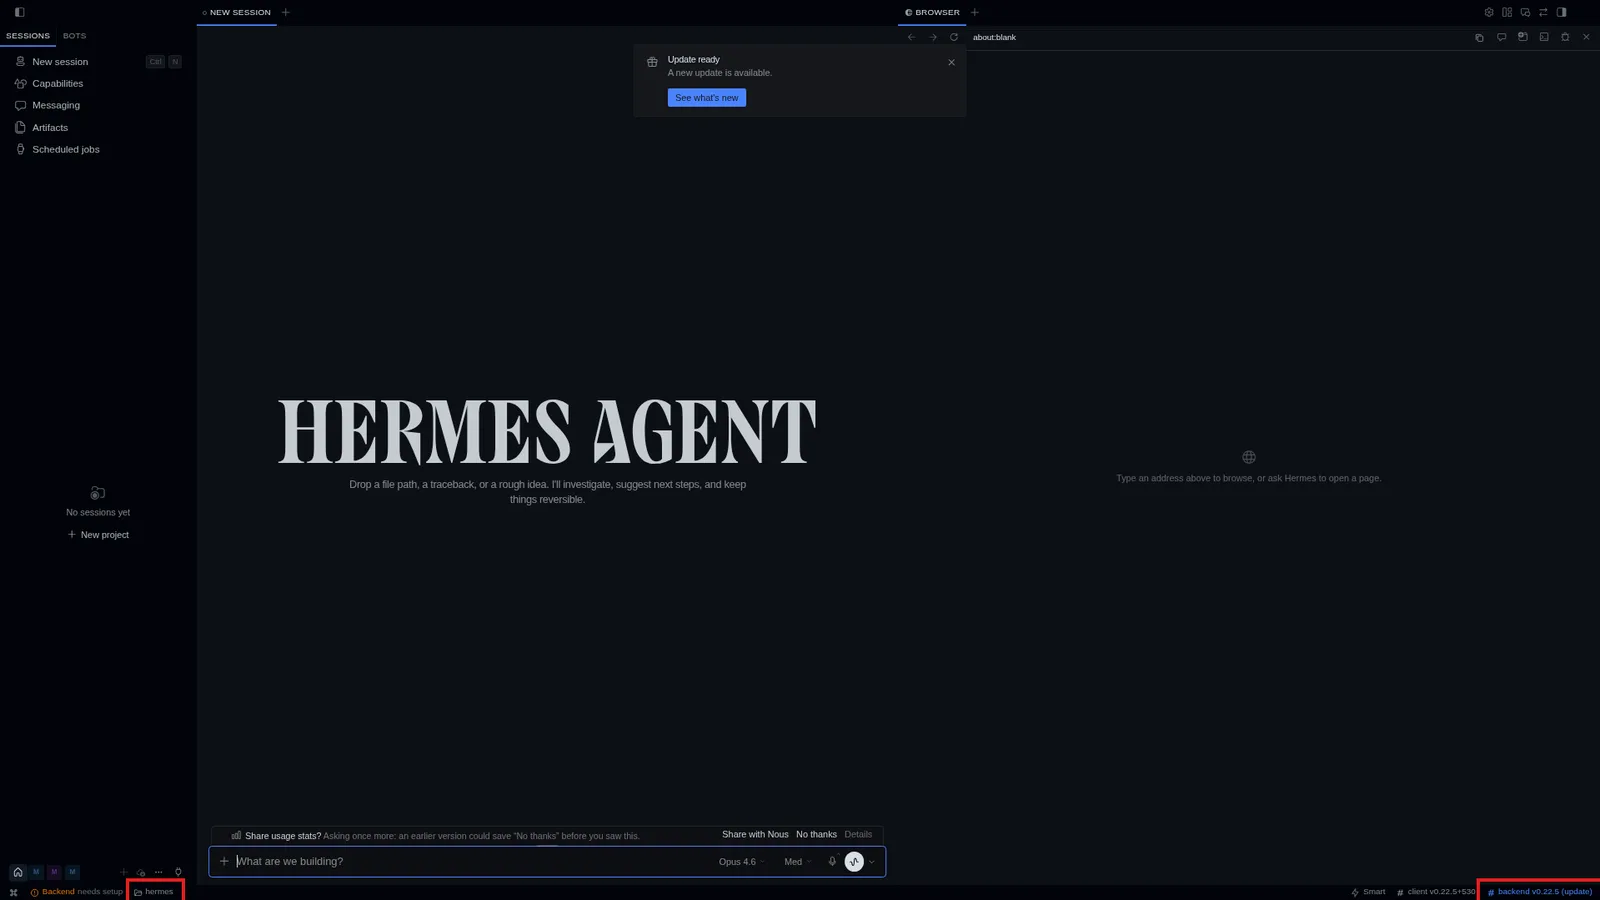 NEW SESSION
BROWSER
SESSIONS
BOTS
about:blank
New session
Ctrl
N
Capabilities
Messaging
Artifacts
Scheduled jobs
Update ready
A new update is available.
See what's new
HERMES AGENT
Drop a file path, a traceback, or a rough idea. I'll investigate, suggest next steps, and keep
things reversible.
Type an address above to browse, or ask Hermes to open a page.
No sessions yet
New project
Share usage stats? Asking once more: an earlier version could save “No thanks” before you saw this.
Share with Nous
No thanks
Details
What are we building?
Opus 4.6
Med
M
M
M
Backend needs setup
hermes
Smart
# client v0.22.5+530
# backend v0.22.5 (update)